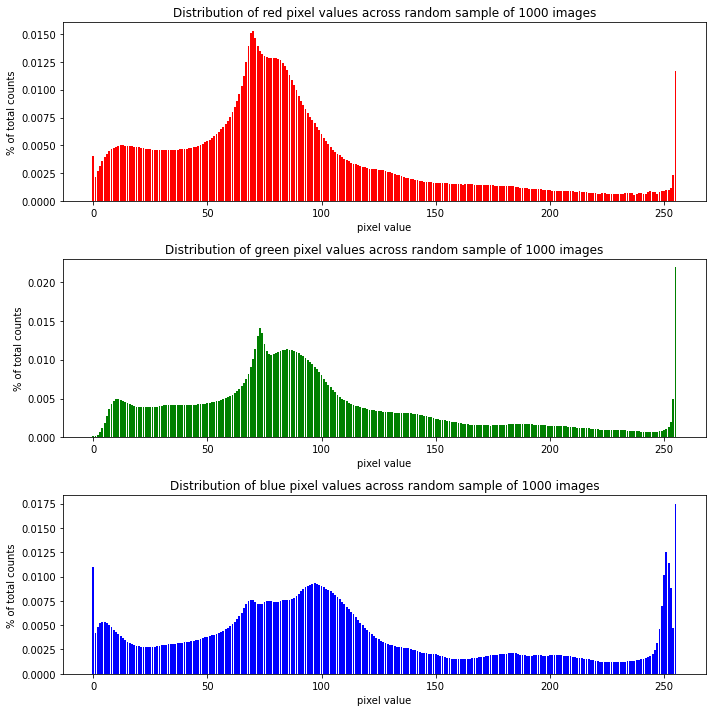 Distribution of red pixel values across random sample of 1000 images
% of total counts
0.0150
0.0125
0.0100
0.0075
0.0050
0.0025
0.0000
0 50 100 150 200 250
pixel value
Distribution of green pixel values across random sample of 1000 images
% of total counts
0.020
0.015
0.010
0.005
0.000
0 50 100 150 200 250
pixel value
Distribution of blue pixel values across random sample of 1000 images
% of total counts
0.0175
0.0150
0.0125
0.0100
0.0075
0.0050
0.0025
0.0000
0 50 100 150 200 250
pixel value